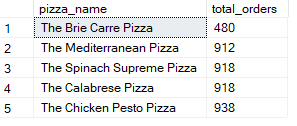 pizza_name total_orders
1 The Brie Carre Pizza 480
2 The Mediterranean Pizza 912
3 The Spinach Supreme Pizza 918
4 The Calabrese Pizza 918
5 The Chicken Pesto Pizza 938